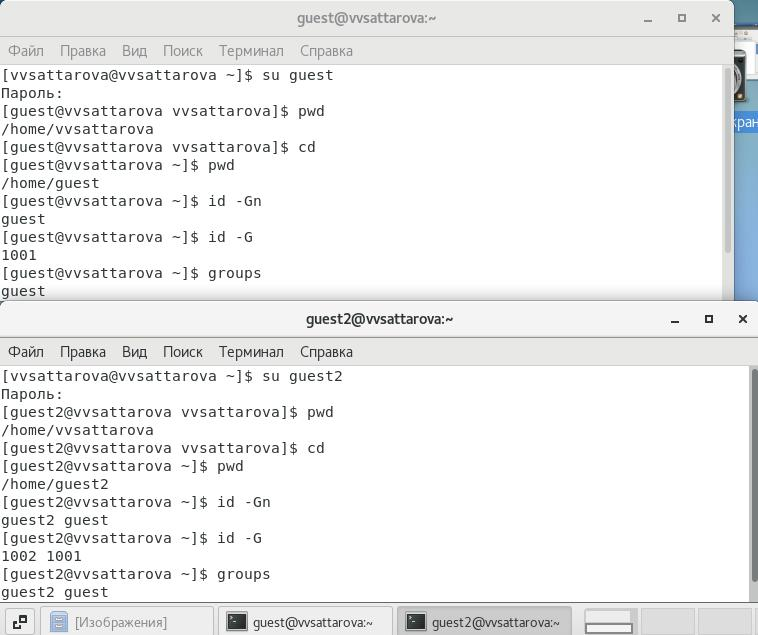 guest@vvsattarova:~
Файл Правка Вид Поиск Терминал Справка
[vvsattarova@vvsattarova ~]$ su guest
Пароль:
[guest@vvsattarova vvsattarova]$ pwd
/home/vvsattarova
[guest@vvsattarova vvsattarova]$ cd
[guest@vvsattarova ~]$ pwd
/home/guest
[guest@vvsattarova ~]$ id -Gn
guest
[guest@vvsattarova ~]$ id -G
1001
[guest@vvsattarova ~]$ groups
guest
guest2@vvsattarova:~
Файл Правка Вид Поиск Терминал Справка
[vvsattarova@vvsattarova ~]$ su guest2
Пароль:
[guest2@vvsattarova vvsattarova]$ pwd
/home/vvsattarova
[guest2@vvsattarova vvsattarova]$ cd
[guest2@vvsattarova ~]$ pwd
/home/guest2
[guest2@vvsattarova ~]$ id -Gn
guest2 guest
[guest2@vvsattarova ~]$ id -G
1002 1001
[guest2@vvsattarova ~]$ groups
guest2 guest
[Изображения] guest@vvsattarova:~ guest2@vvsattarova:~